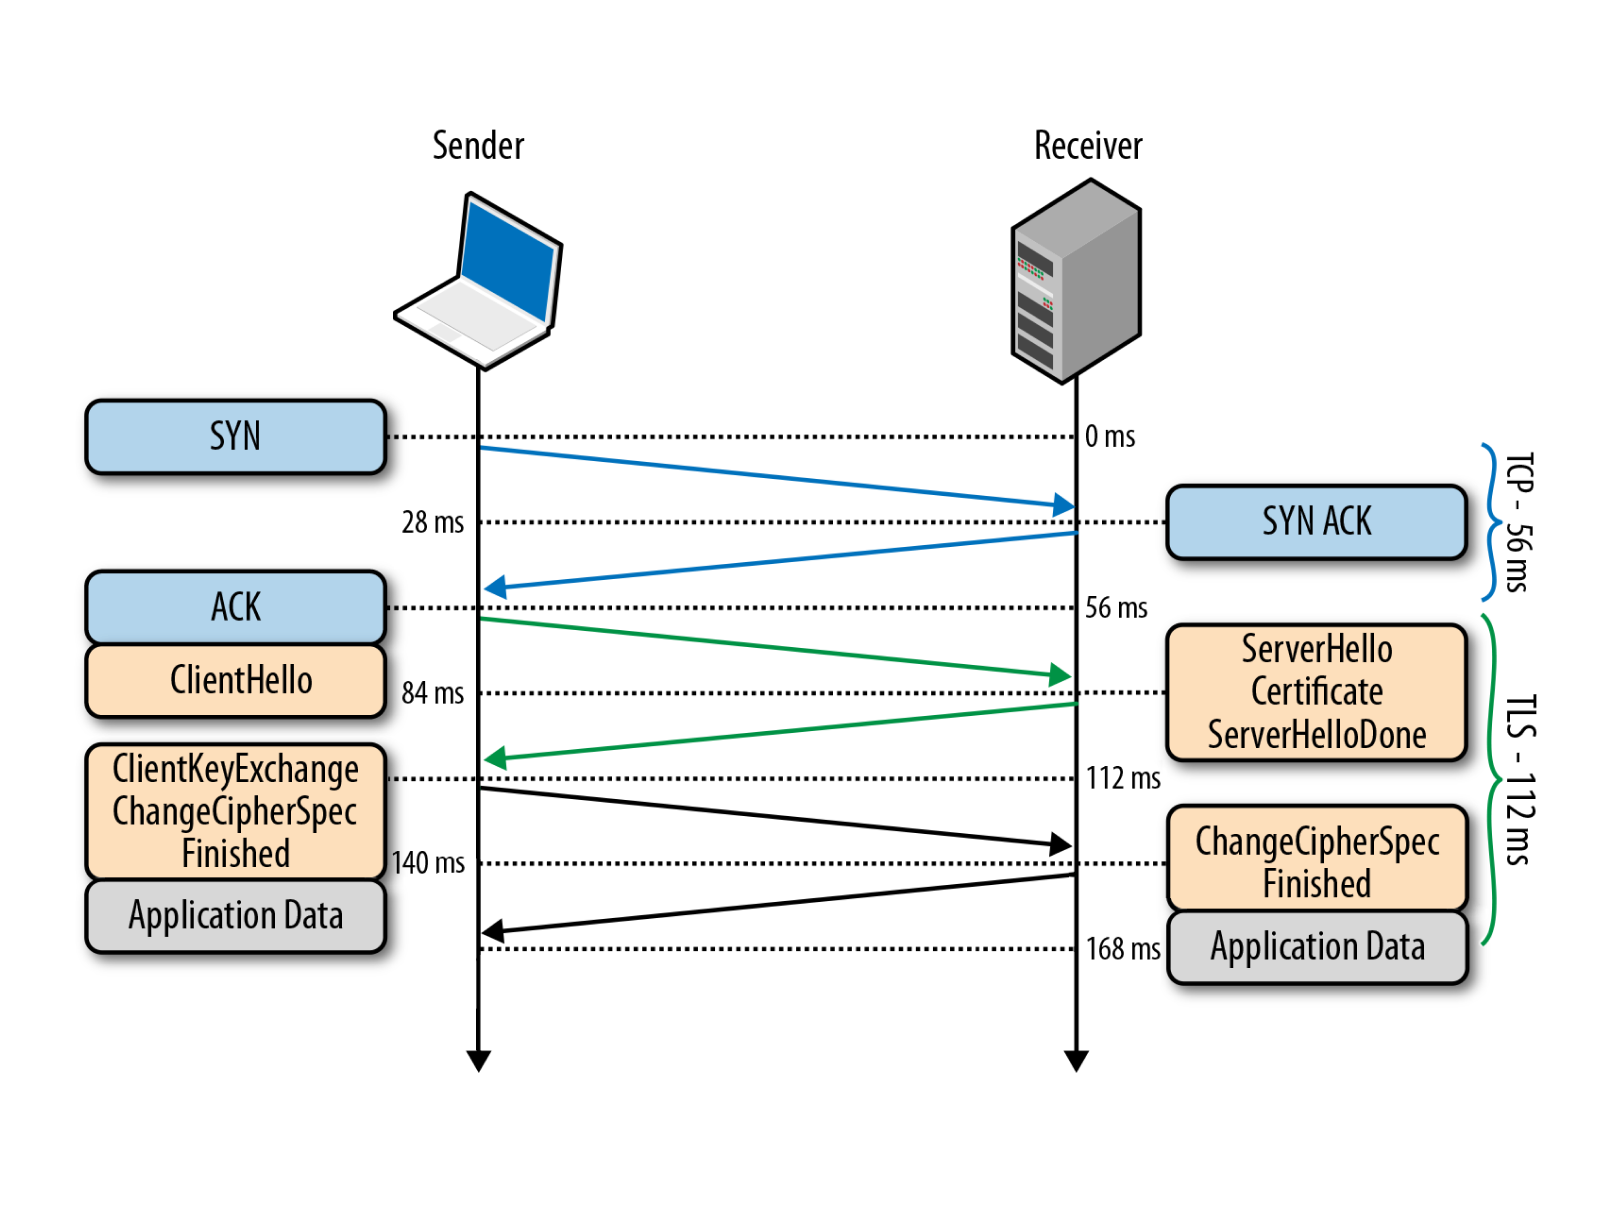 Sender
Receiver
SYN
0 ms
28 ms
SYN ACK
TCP - 56 ms
ACK
56 ms
ClientHello
84 ms
ServerHello
Certificate
ServerHelloDone
ClientKeyExchange
ChangeCipherSpec
Finished
112 ms
TLS - 112 ms
140 ms
ChangeCipherSpec
Finished
Application Data
168 ms
Application Data